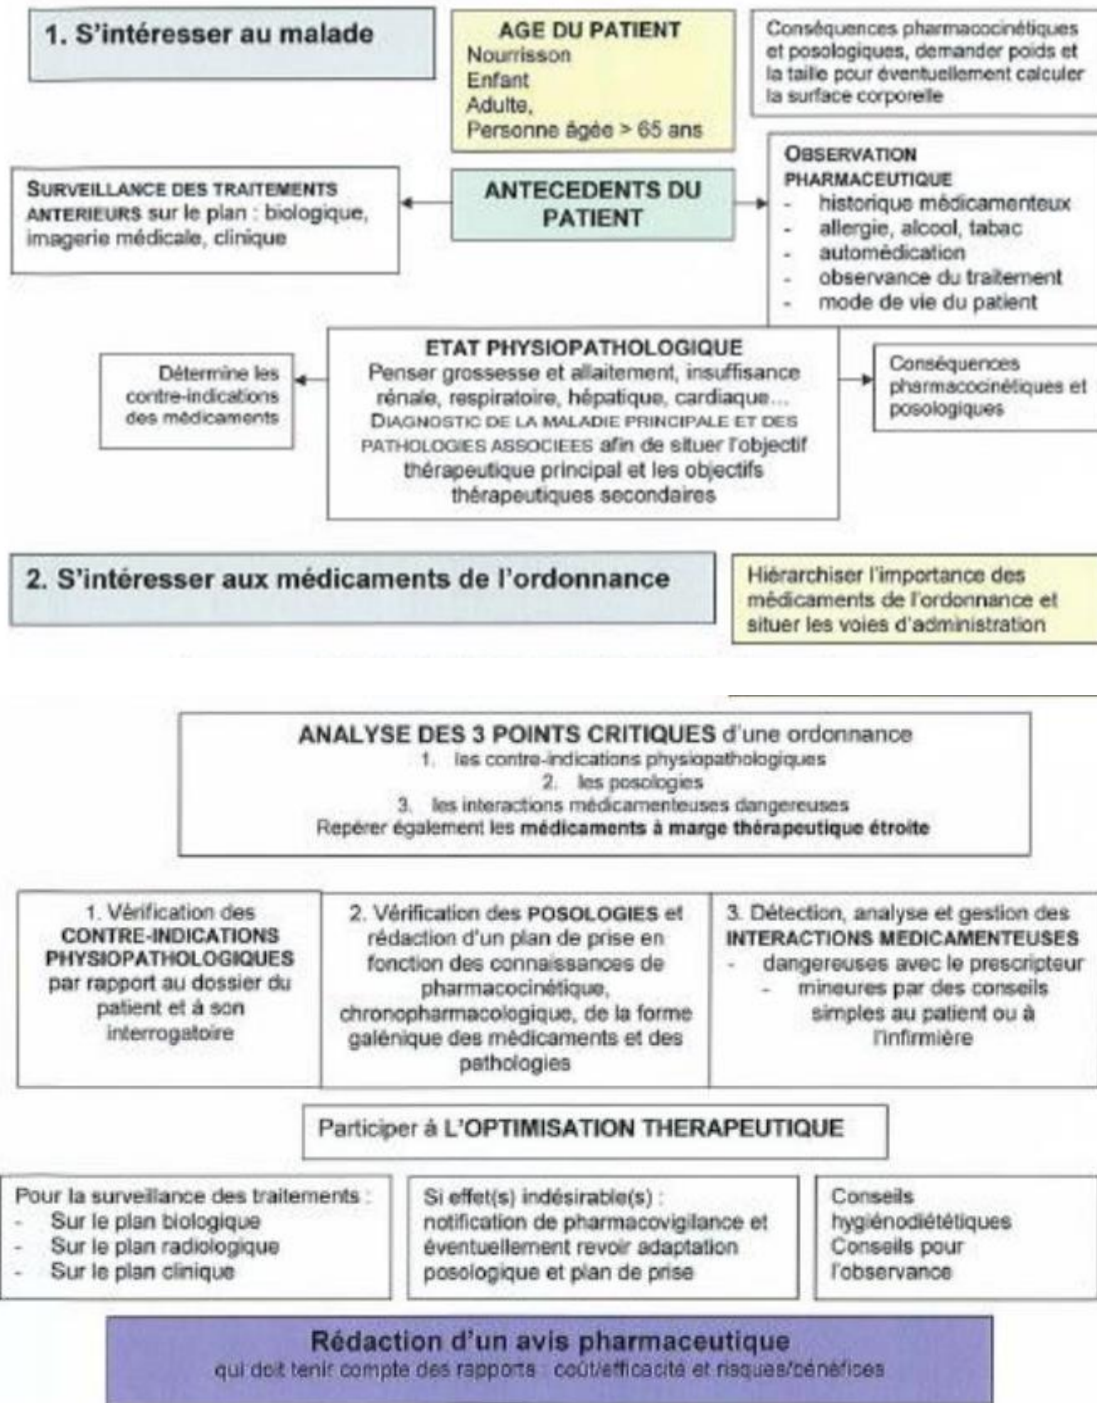 1. S'intéresser au malade
AGE DU PATIENT
Nourrisson
Enfant
Adulte,
Personne âgée > 65 ans
Conséquences pharmacocinétiques
et posologiques, demander poids et
la taille pour éventuellement calculer
la surface corporelle
SURVEILLANCE DES TRAITEMENTS
ANTERIEURS sur le plan : biologique,
imagerie médicale, clinique
ANTECEDENTS DU
PATIENT
OBSERVATION
PHARMACEUTIQUE
- historique médicamenteux
- allergie, alcool, tabac
- automédication
- observance du traitement
- mode de vie du patient
Détermine les
contre-indications
des médicaments
ETAT PHYSIOPATHOLOGIQUE
Penser grossesse et allaitement, insuffisance
rénale, respiratoire, hépatique, cardiaque...
DIAGNOSTIC DE LA MALADIE PRINCIPALE ET DES
PATHOLOGIES ASSOCIEES afin de situer l'objectif
thérapeutique principal et les objectifs
thérapeutiques secondaires
Conséquences
pharmacocinétiques et
posologiques
2. S'intéresser aux médicaments de l'ordonnance
Hiérarchiser l'importance des
médicaments de l'ordonnance et
situer les voies d'administration
ANALYSE DES 3 POINTS CRITIQUES d'une ordonnance
1. les contre-indications physiopathologiques
2. les posologies
3. les interactions médicamenteuses dangereuses
Repérer également les médicaments à marge thérapeutique étroite
1. Vérification des
CONTRE-INDICATIONS
PHYSIOPATHOLOGIQUES
par rapport au dossier du
patient et à son
interrogatoire
2. Vérification des POSOLOGIES et
rédaction d'un plan de prise en
fonction des connaissances de
pharmacocinétique,
chronopharmacologique, de la forme
galénique des médicaments et des
pathologies
3. Détection, analyse et gestion des
INTERACTIONS MEDICAMENTEUSES
- dangereuses avec le prescripteur
- mineures par des conseils
simples au patient ou à
l'infirmière
Participer à L'OPTIMISATION THERAPEUTIQUE
Pour la surveillance des traitements :
- Sur le plan biologique
- Sur le plan radiologique
- Sur le plan clinique
Si effet(s) indésirable(s) :
notification de pharmacovigilance et
éventuellement revoir adaptation
posologique et plan de prise
Conseils
hygiénodiététiques
Conseils pour
l'observance
Rédaction d'un avis pharmaceutique
qui doit tenir compte des rapports : coût/efficacité et risques/bénéfices